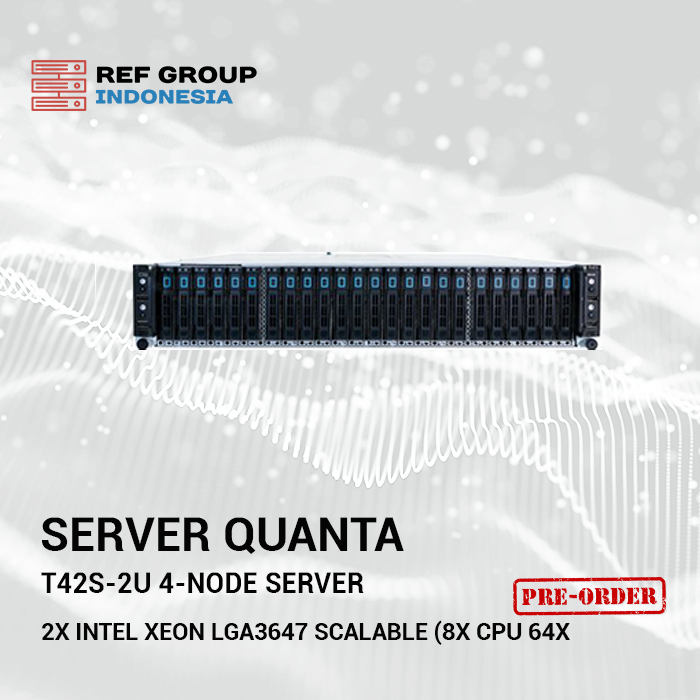 REF GROUP
INDONESIA
SERVER QUANTA
T42S-2U 4-NODE SERVER
PRE-ORDER
2X INTEL XEON LGA3647 SCALABLE (8X CPU 64X